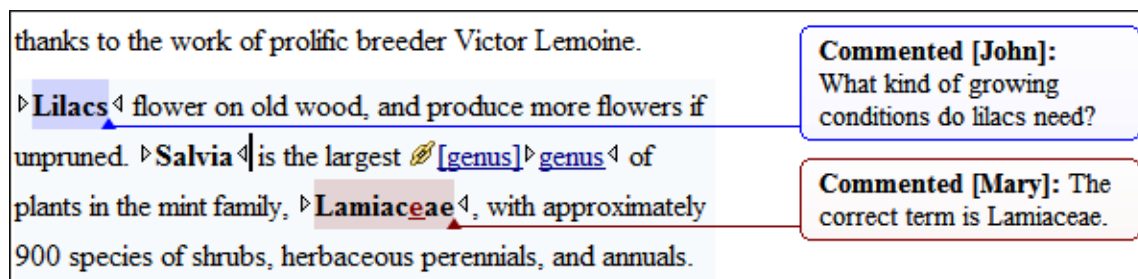 thanks to the work of prolific breeder Victor Lemoine.
Lilacs flower on old wood, and produce more flowers if
unpruned. Salvia is the largest [genus] genus of
plants in the mint family, Lamiaceae, with approximately
900 species of shrubs, herbaceous perennials, and annuals.
Commented [John]:
What kind of growing
conditions do lilacs need?
Commented [Mary]: The
correct term is Lamiaceae.